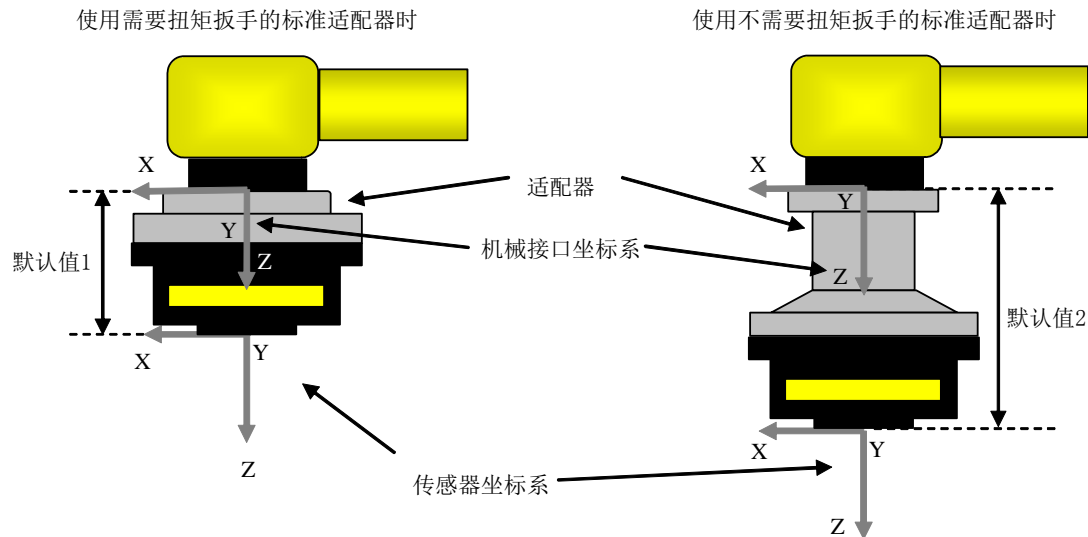 使用需要扭矩扳手的标准适配器时
使用不需要扭矩扳手的标准适配器时
X
X
适配器
Y
Y
机械接口坐标系
默认值1
Z
Z
默认值2
X
Y
X
Y
Z
传感器坐标系
Z